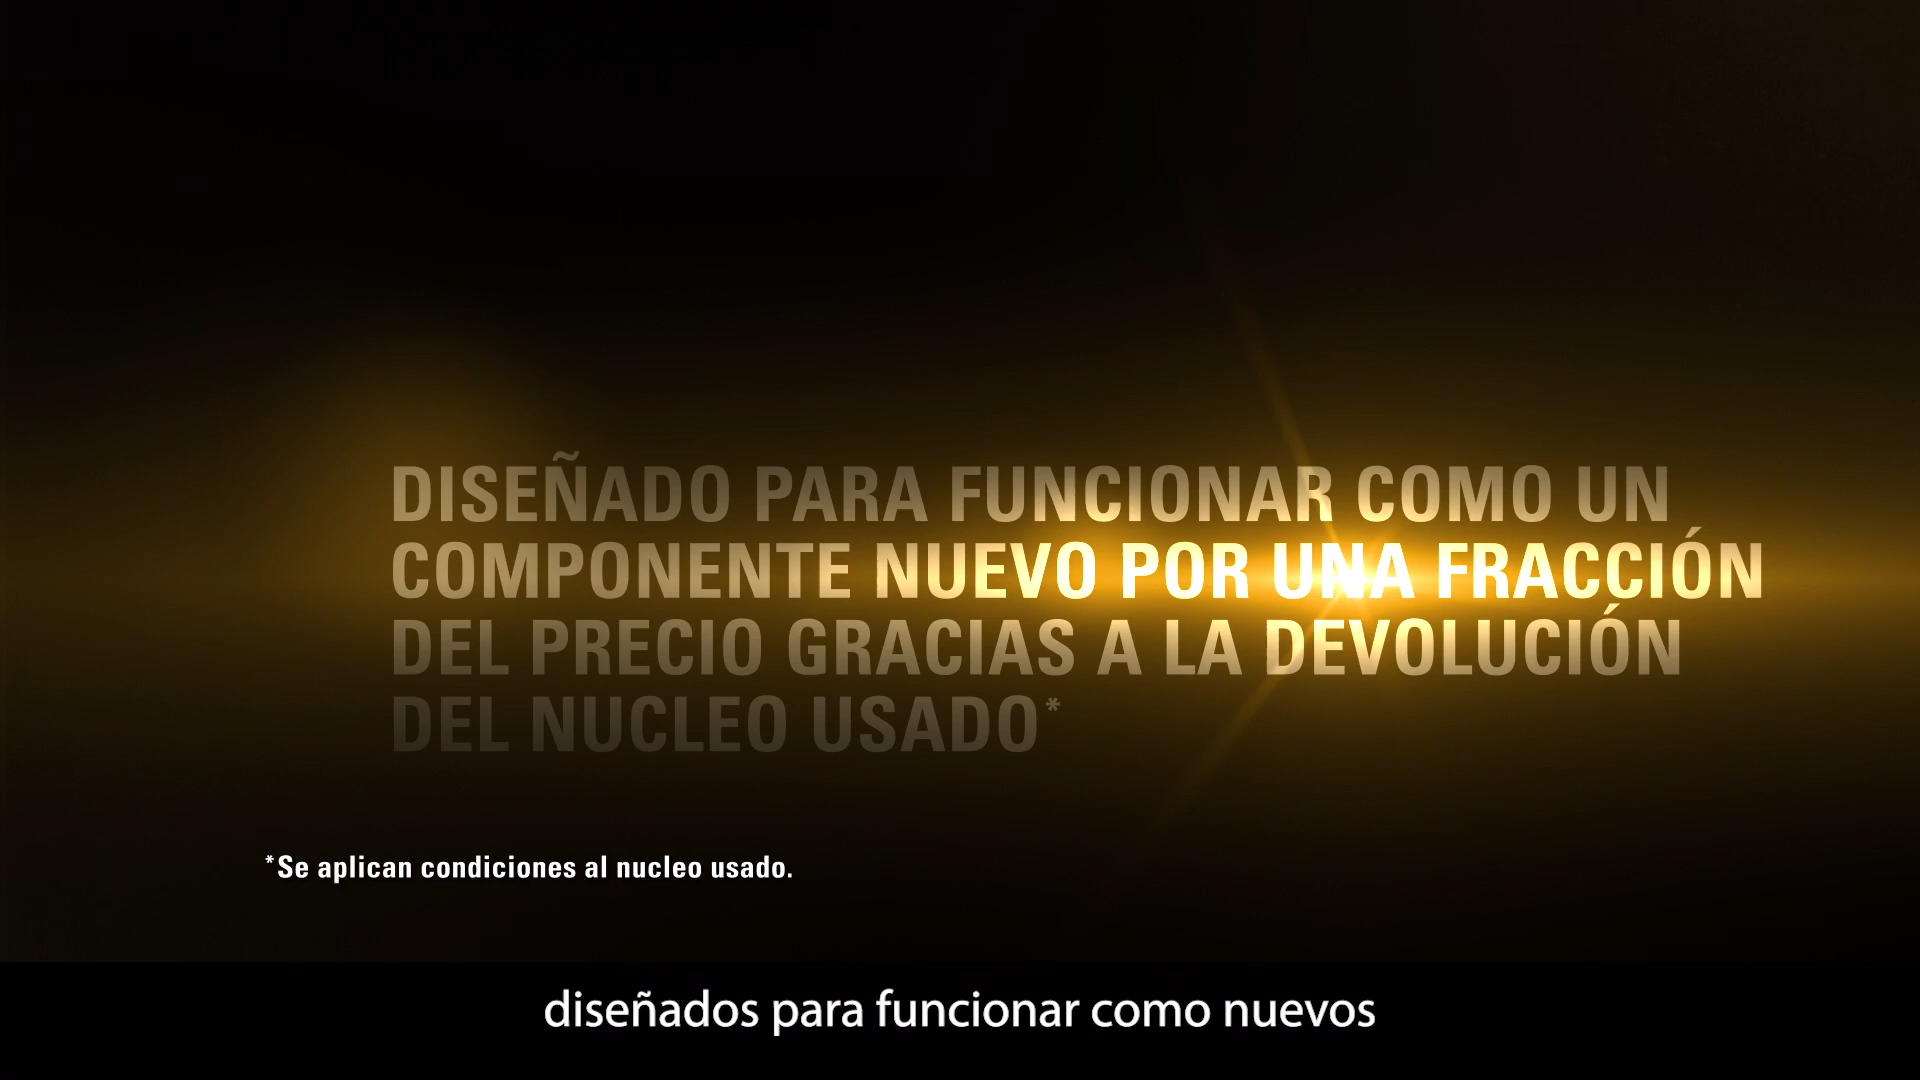 DISEÑADO PARA FUNCIONAR COMO UN
COMPONENTE NUEVO POR UNA FRACCIÓN
DEL PRECIO GRACIAS A LA DEVOLUCIÓN
DEL NUCLEO USADO*
*Se aplican condiciones al nucleo usado.
diseñados para funcionar como nuevos